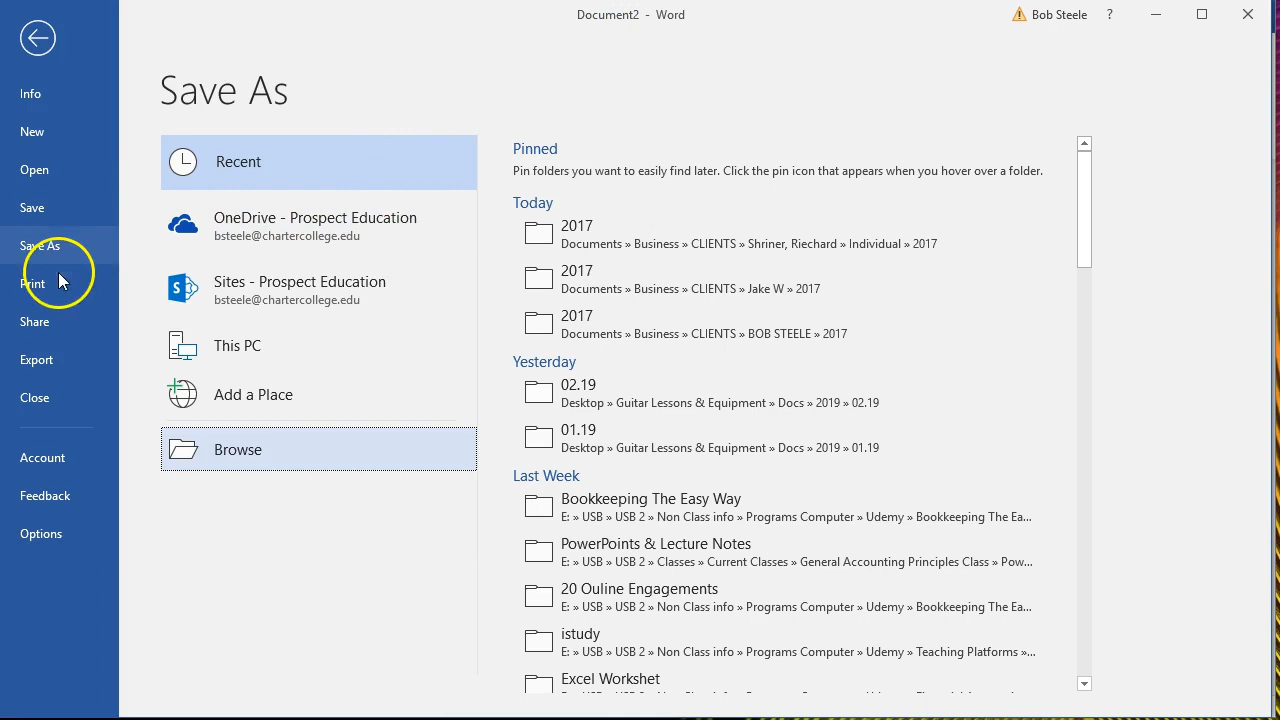 Document2 - Word
Bob Steele
?
Info
New
Open
Save
Save As
Print
Share
Export
Close
Account
Feedback
Options
Save As
Recent
OneDrive - Prospect Education
bsteele@chartercollege.edu
Sites - Prospect Education
bsteele@chartercollege.edu
This PC
Add a Place
Browse
Pinned
Pin folders you want to easily find later. Click the pin icon that appears when you hover over a folder.
Today
2017
Documents » Business » CLIENTS » Shriner, Riechard » Individual » 2017
2017
Documents » Business » CLIENTS » Jake W » 2017
2017
Documents » Business » CLIENTS » BOB STEELE » 2017
Yesterday
02.19
Desktop » Guitar Lessons & Equipment » Docs » 2019 » 02.19
01.19
Desktop » Guitar Lessons & Equipment » Docs » 2019 » 01.19
Last Week
Bookkeeping The Easy Way
E: » USB » USB 2 » Non Class info » Programs Computer » Udemy » Bookkeeping The Ea...
PowerPoints & Lecture Notes
E: » USB » USB 2 » Classes » Current Classes » General Accounting Principles Class » Pow...
20 Ouline Engagements
E: » USB » USB 2 » Non Class info » Programs Computer » Udemy » Bookkeeping The Ea...
istudy
E: » USB » USB 2 » Non Class info » Programs Computer » Udemy » Teaching Platforms »...
Excel Workshet